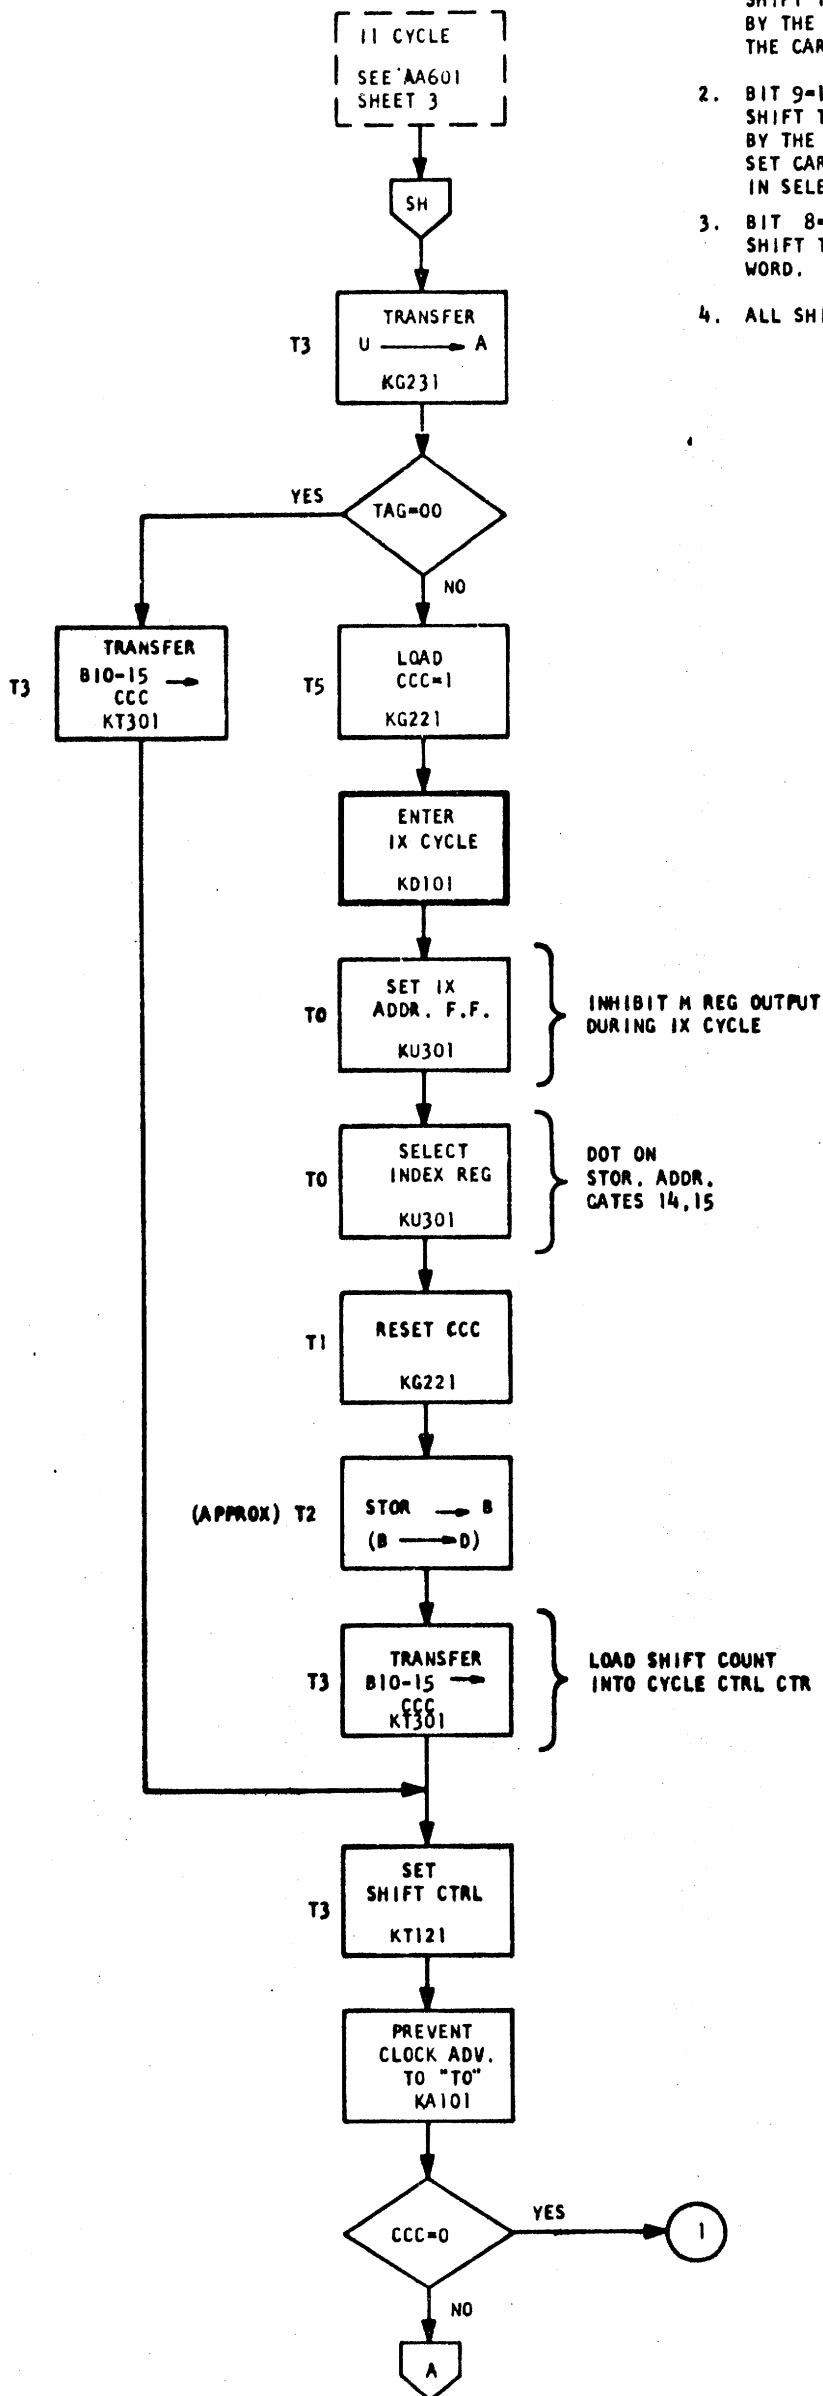 I1 CYCLE
SEE AA601
SHEET 3
BY THE
THE CAR
2. BIT 9=1
SHIFT T
BY THE
SET CAR
IN SELE
3. BIT 8=
SHIFT T
WORD.
4. ALL SHI
SH
T3
TRANSFER
U → A
KG231
TAG=00
YES
NO
T3
TRANSFER
B10-15 →
CCC
KT301
T5
LOAD
CCC=1
KG221
ENTER
IX CYCLE
KD101
T0
SET IX
ADDR. F.F.
KU301
INHIBIT M REG OUTPUT
DURING IX CYCLE
T0
SELECT
INDEX REG
KU301
DOT ON
STOR. ADDR.
GATES 14,15
T1
RESET CCC
KG221
(APPROX) T2
STOR → B
(B → D)
T3
TRANSFER
B10-15 →
CCC
KT301
LOAD SHIFT COUNT
INTO CYCLE CTRL CTR
T3
SET
SHIFT CTRL
KT121
PREVENT
CLOCK ADV.
TO "T0"
KA101
CCC=0
YES
1
NO
A